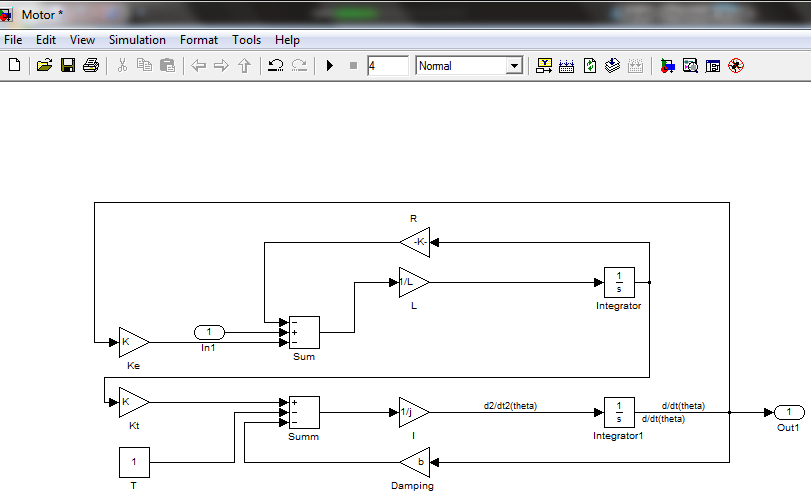 Motor *
File Edit View Simulation Format Tools Help
4 Normal
R
-K-
1/L
L
1
s
Integrator
K
Ke
1
In1
−
+
−
Sum
K
Kt
+
−
−
Summ
1/j
I
d2/dt2(theta)
1
s
Integrator1
d/dt(theta)
d/dt(theta)
1
Out1
1
T
b
Damping